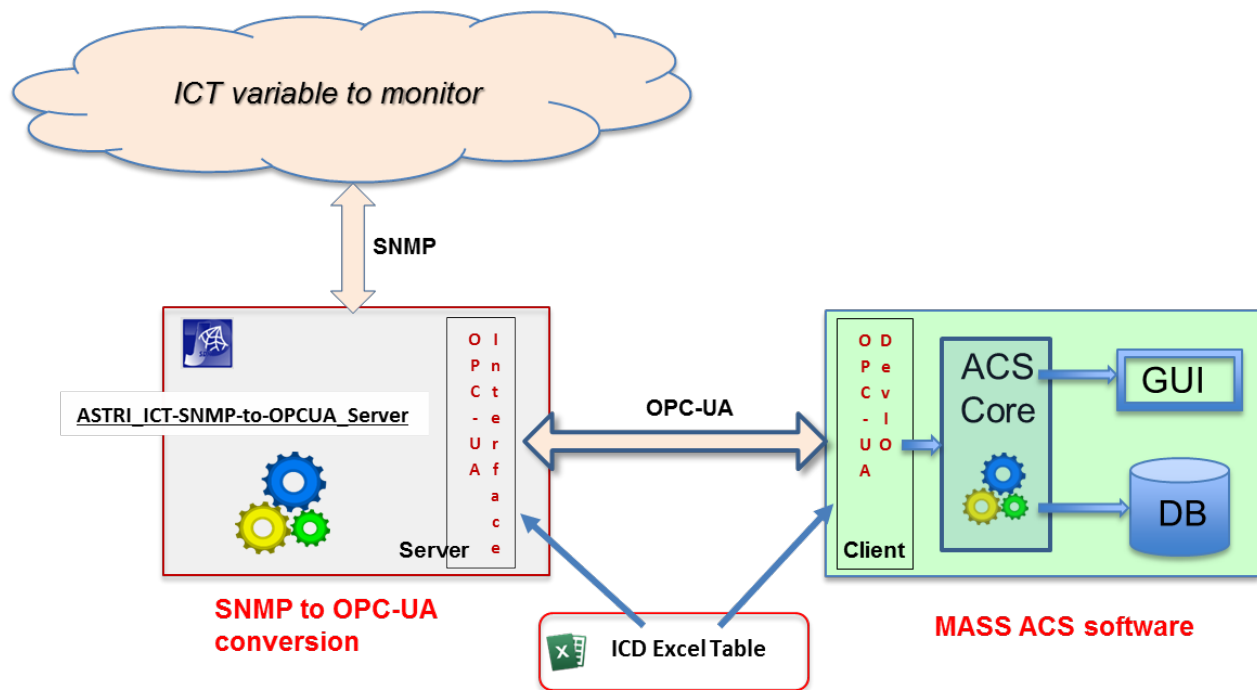 ICT variable to monitor
SNMP
ASTRI_ICT-SNMP-to-OPCUA_Server
OPC-UA
Interface
Server
OPC-UA
OPC-UA
DevIO
Client
ACS
Core
GUI
DB
SNMP to OPC-UA
conversion
ICD Excel Table
MASS ACS software